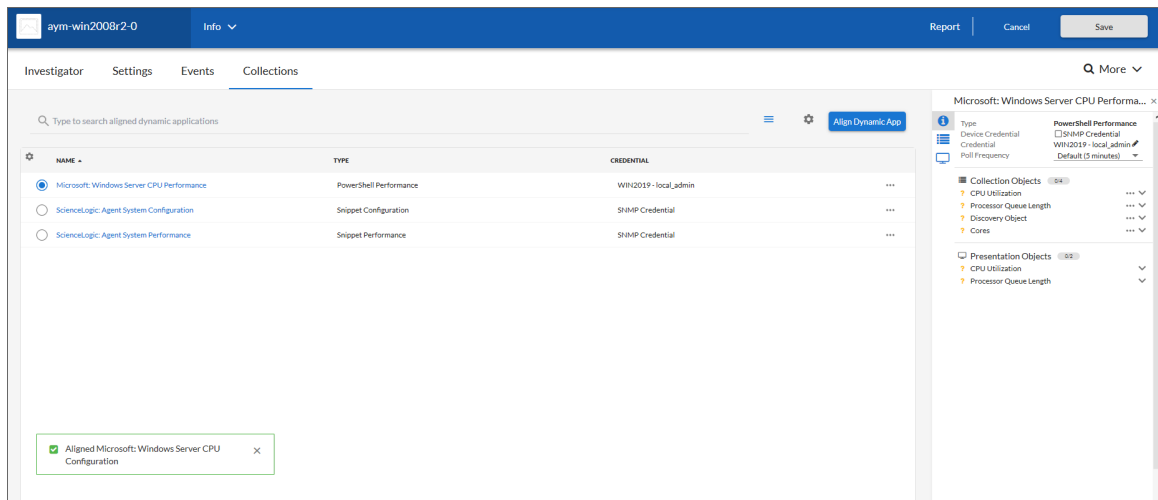 aym-win2008r2-0 Info Report Cancel Save
Investigator Settings Events Collections More
Type to search aligned dynamic applications Align Dynamic App
NAME TYPE CREDENTIAL
Microsoft: Windows Server CPU Performance PowerShell Performance WIN2019 - local_admin ...
ScienceLogic: Agent System Configuration Snippet Configuration SNMP Credential ...
ScienceLogic: Agent System Performance Snippet Performance SNMP Credential ...
Aligned Microsoft: Windows Server CPU
Configuration
Microsoft: Windows Server CPU Performa... ×
Type PowerShell Performance
Device Credential SNMP Credential
Credential WIN2019 - local_admin
Poll Frequency Default (5 minutes)
Collection Objects 0/4
? CPU Utilization ...
? Processor Queue Length ...
? Discovery Object ...
? Cores ...
Presentation Objects 0/2
? CPU Utilization
? Processor Queue Length